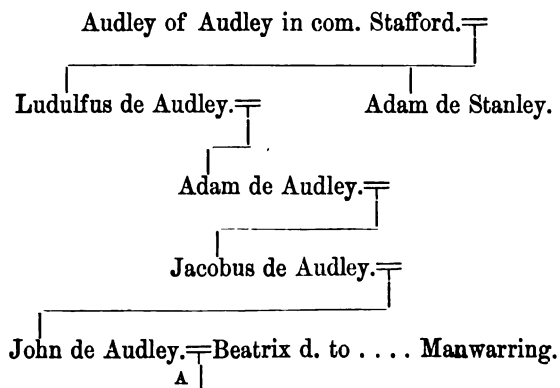 Audley of Audley in com. Stafford.
Ludulfus de Audley. Adam de Stanley.
Adam de Audley.
Jacobus de Audley.
John de Audley. Beatrix d. to .... Manwarring.
A